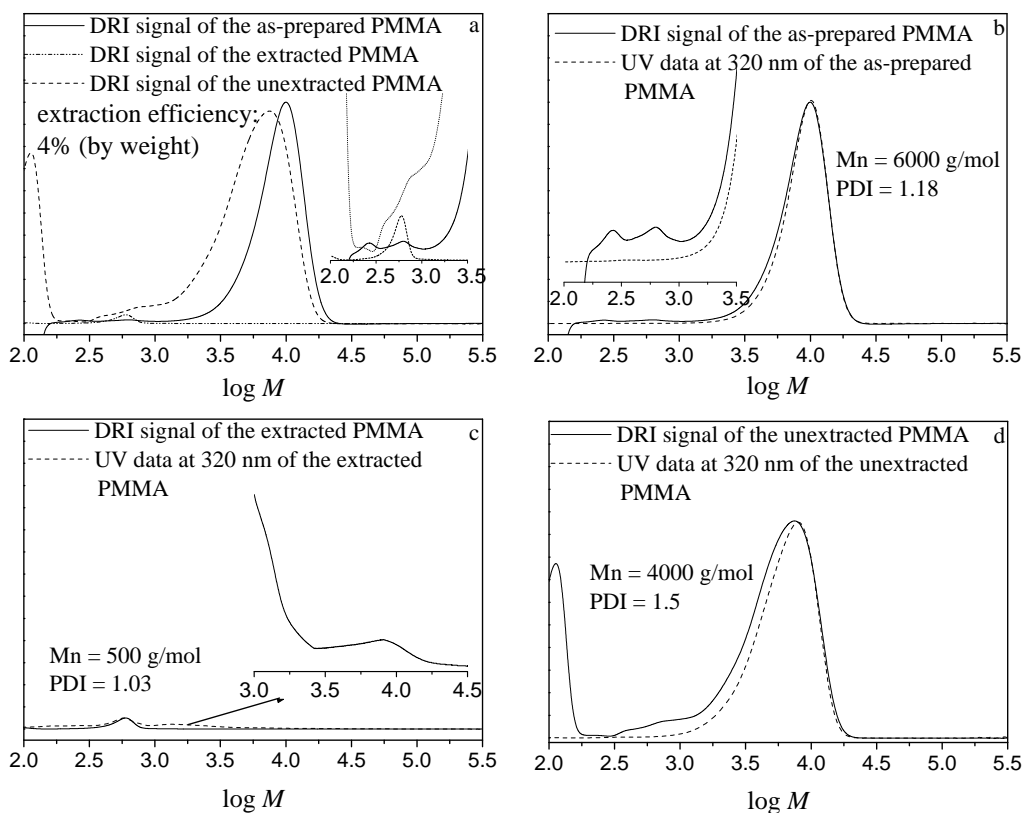 DRI signal of the as-prepared PMMA
a
DRI signal of the extracted PMMA
DRI signal of the unextracted PMMA
extraction efficiency:
4% (by weight)
2.0 2.5 3.0 3.5
2.0 2.5 3.0 3.5 4.0 4.5 5.0 5.5
log M
b
DRI signal of the as-prepared PMMA
UV data at 320 nm of the as-prepared
PMMA
Mn = 6000 g/mol
PDI = 1.18
2.0 2.5 3.0 3.5
2.0 2.5 3.0 3.5 4.0 4.5 5.0 5.5
log M
DRI signal of the extracted PMMA
c
UV data at 320 nm of the extracted
PMMA
3.0 3.5 4.0 4.5
Mn = 500 g/mol
PDI = 1.03
2.0 2.5 3.0 3.5 4.0 4.5 5.0 5.5
log M
DRI signal of the unextracted PMMA
d
UV data at 320 nm of the unextracted
PMMA
Mn = 4000 g/mol
PDI = 1.5
2.0 2.5 3.0 3.5 4.0 4.5 5.0 5.5
log M